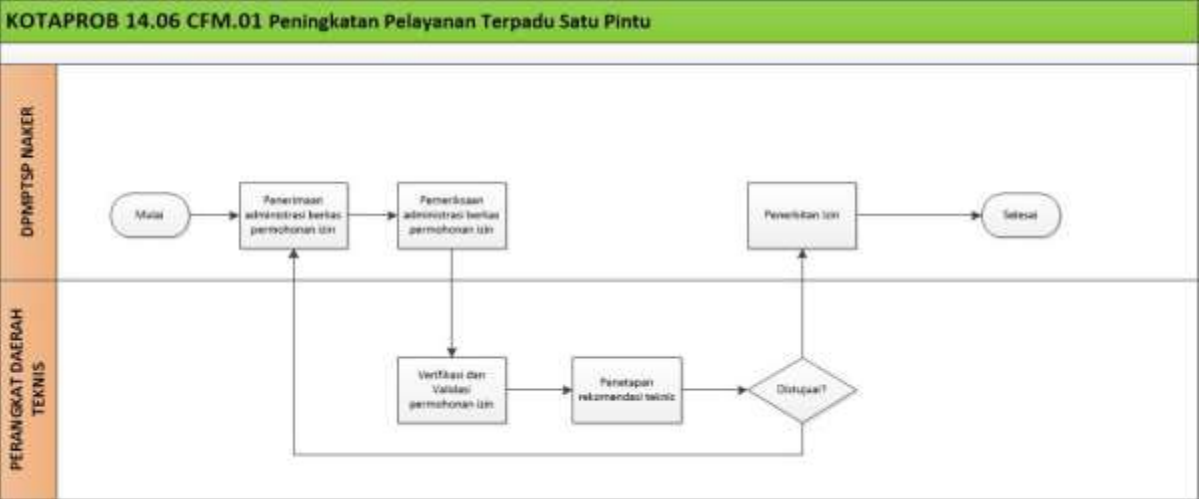 KOTAPROB 14.06 CFM.01 Peningkatan Pelayanan Terpadu Satu Pintu
DPMPTSP NAKER
Mulai
Penerimaan
administrasi berkas
permohonan izin
Pemeriksaan
administrasi berkas
permohonan izin
Penerbitan Izin
Selesai
PERANGKAT DAERAH
TEKNIS
Verifikasi dan
Validasi
permohonan izin
Penetapan
rekomendasi teknis
Disetujui?